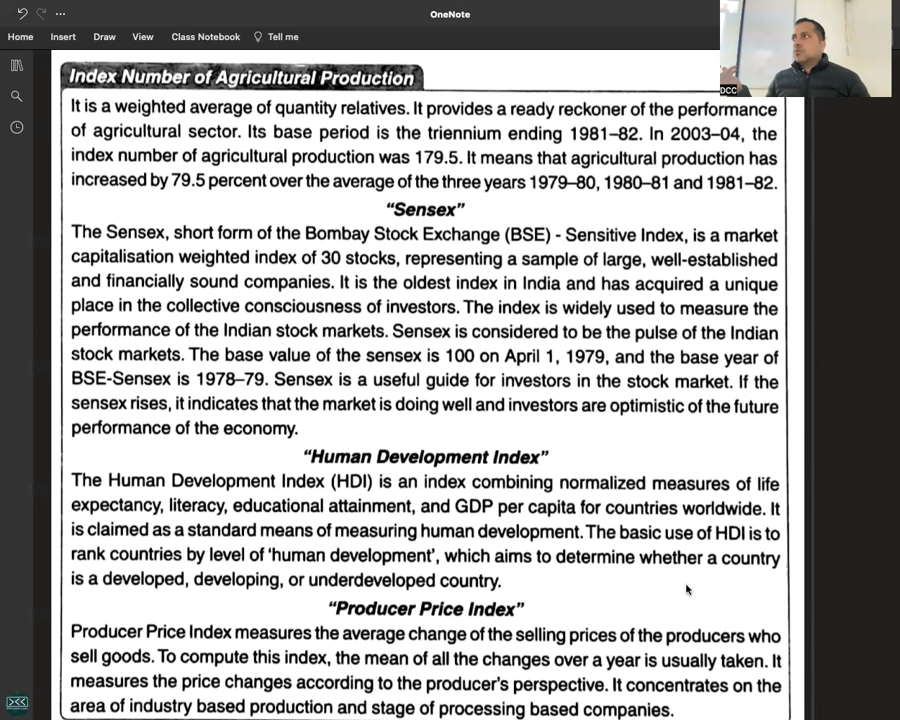 OneNote
Home Insert Draw View Class Notebook Tell me
DCC
Index Number of Agricultural Production
It is a weighted average of quantity relatives. It provides a ready reckoner of the performance
of agricultural sector. Its base period is the triennium ending 1981–82. In 2003–04, the
index number of agricultural production was 179.5. It means that agricultural production has
increased by 79.5 percent over the average of the three years 1979–80, 1980–81 and 1981–82.
“Sensex”
The Sensex, short form of the Bombay Stock Exchange (BSE) - Sensitive Index, is a market
capitalisation weighted index of 30 stocks, representing a sample of large, well-established
and financially sound companies. It is the oldest index in India and has acquired a unique
place in the collective consciousness of investors. The index is widely used to measure the
performance of the Indian stock markets. Sensex is considered to be the pulse of the Indian
stock markets. The base value of the sensex is 100 on April 1, 1979, and the base year of
BSE-Sensex is 1978–79. Sensex is a useful guide for investors in the stock market. If the
sensex rises, it indicates that the market is doing well and investors are optimistic of the future
performance of the economy.
“Human Development Index”
The Human Development Index (HDI) is an index combining normalized measures of life
expectancy, literacy, educational attainment, and GDP per capita for countries worldwide. It
is claimed as a standard means of measuring human development. The basic use of HDI is to
rank countries by level of ‘human development’, which aims to determine whether a country
is a developed, developing, or underdeveloped country.
“Producer Price Index”
Producer Price Index measures the average change of the selling prices of the producers who
sell goods. To compute this index, the mean of all the changes over a year is usually taken. It
measures the price changes according to the producer’s perspective. It concentrates on the
area of industry based production and stage of processing based companies.